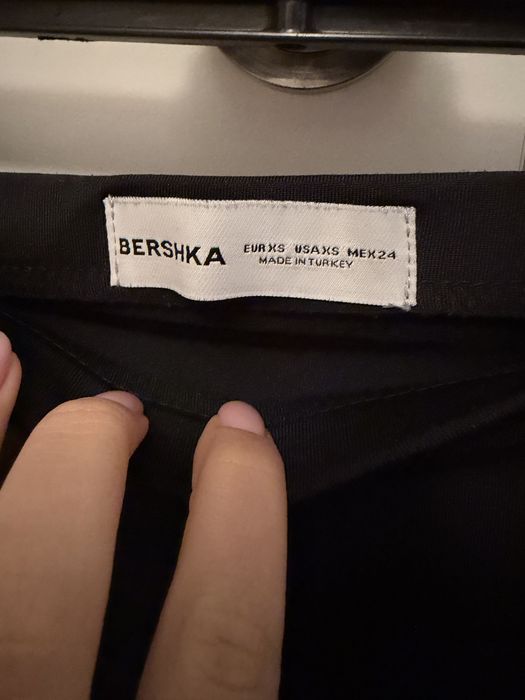 BERSHKA
EUR XS USA XS MEX 24
MADE IN TURKEY